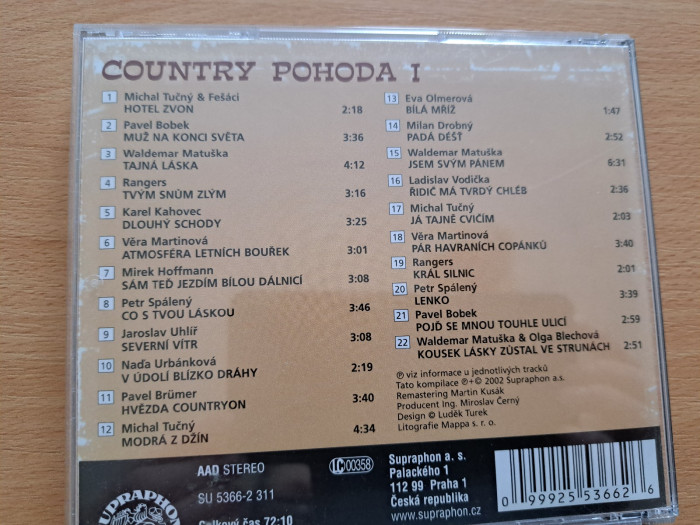 COUNTRY POHODA I
1 Michal Tučný & Fešáci
HOTEL ZVON 2:18
2 Pavel Bobek
MUŽ NA KONCI SVĚTA 3:36
3 Waldemar Matuška
TAJNÁ LÁSKA 4:12
4 Rangers
TVÝM SNŮM ZLÝM 3:16
5 Karel Kahovec
DLOUHÝ SCHODY 3:25
6 Věra Martinová
ATMOSFÉRA LETNÍCH BOUŘEK 3:01
7 Mirek Hoffmann
SÁM TEĎ JEZDÍM BÍLOU DÁLNICÍ 3:08
8 Petr Spálený
CO S TVOU LÁSKOU 3:46
9 Jaroslav Uhlíř
SEVERNÍ VÍTR 3:08
10 Naďa Urbánková
V ÚDOLÍ BLÍZKO DRÁHY 2:19
11 Pavel Brümer
HVĚZDA COUNTRYON 3:40
12 Michal Tučný
MODRÁ Z DŽÍN 4:34
13 Eva Olmerová
BÍLÁ MŘÍŽ 1:47
14 Milan Drobný
PADÁ DÉŠŤ 2:52
15 Waldemar Matuška
JSEM SVÝM PÁNEM 6:31
16 Ladislav Vodička
ŘIDIČ MÁ TVRDÝ CHLÉB 2:36
17 Michal Tučný
JÁ TAJNĚ CVIČÍM 2:03
18 Věra Martinová
PÁR HAVRANÍCH COPÁNKŮ 3:40
19 Rangers
KRÁL SILNIC 2:01
20 Petr Spálený
LENKO 3:39
21 Pavel Bobek
POJĎ SE MNOU TOUHLE ULICÍ 2:59
22 Waldemar Matuška & Olga Blechová
KOUSEK LÁSKY ZŮSTAL VE STRUNÁCH 2:51
℗ viz informace u jednotlivých tracků
Tato kompilace ℗+© 2002 Supraphon a.s.
Remastering Martin Kusák
Producent Ing. Miroslav Černý
Design © Luděk Turek
Litografie Mappa s. r. o.
AAD STEREO
SU 5366-2 311
Celkový čas 72:10
SUPRAPHON
LC 00358
Supraphon a. s.
Palackého 1
112 99 Praha 1
Česká republika
www.supraphon.cz
0 99925 53662 6